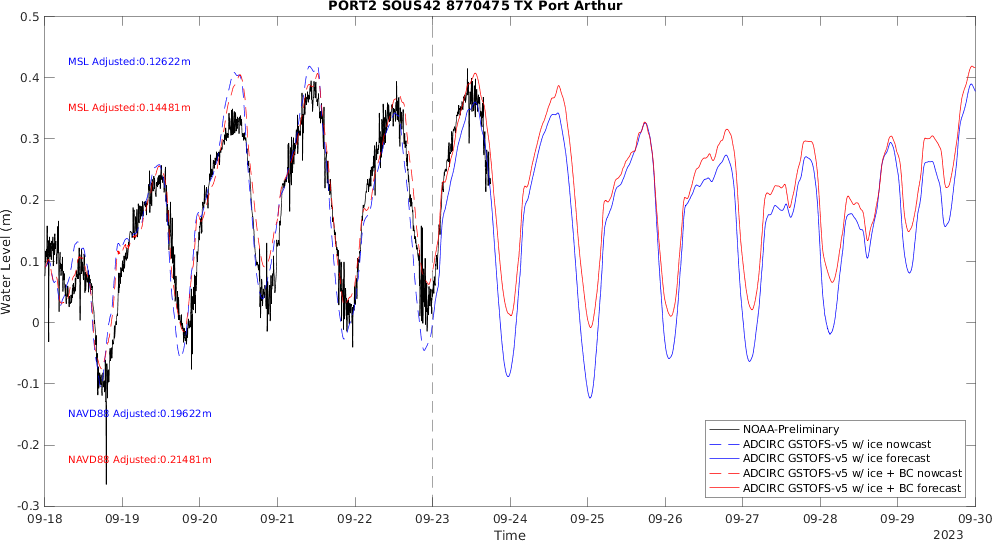 PORT2 SOUS42 8770475 TX Port Arthur
0.5
0.4
0.3
0.2
0.1
0
-0.1
-0.2
-0.3
Water Level (m)
MSL Adjusted:0.12622m
MSL Adjusted:0.14481m
NAVD88 Adjusted:0.19622m
NAVD88 Adjusted:0.21481m
NOAA-Preliminary
ADCIRC GSTOFS-v5 w/ ice nowcast
ADCIRC GSTOFS-v5 w/ ice forecast
ADCIRC GSTOFS-v5 w/ ice + BC nowcast
ADCIRC GSTOFS-v5 w/ ice + BC forecast
09-18 09-19 09-20 09-21 09-22 09-23 09-24 09-25 09-26 09-27 09-28 09-29 09-30
Time
2023